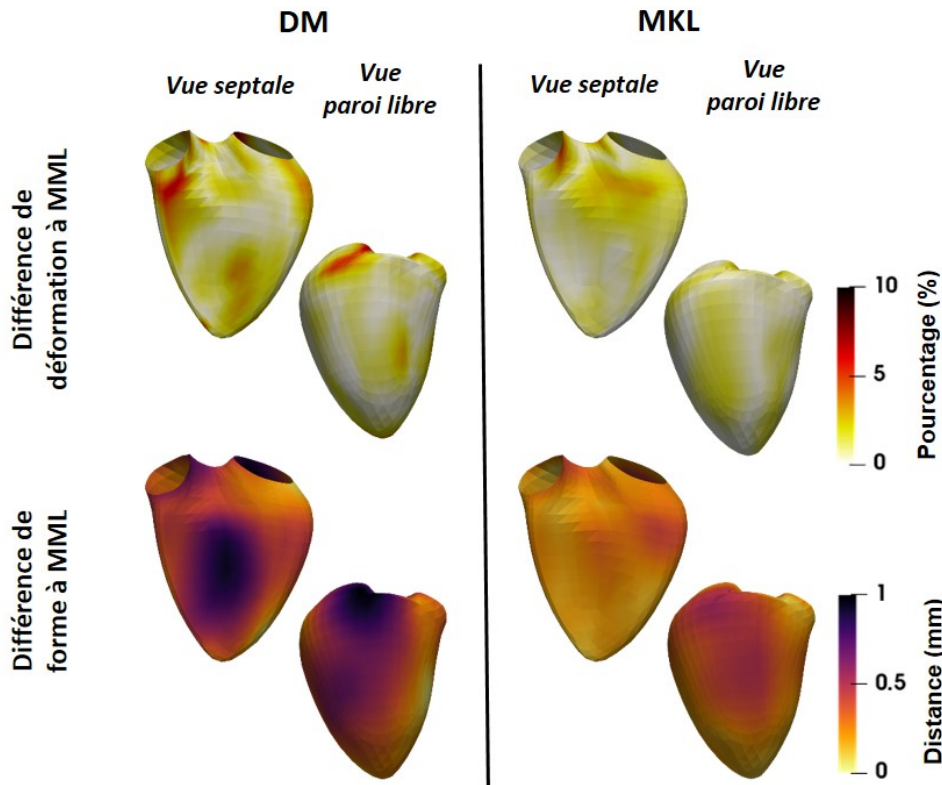 DM
MKL
Vue septale
Vue
paroi libre
Vue septale
Vue
paroi libre
Différence de
déformation à MML
10
5
0
Pourcentage (%)
Différence de
forme à MML
1
0.5
0
Distance (mm)